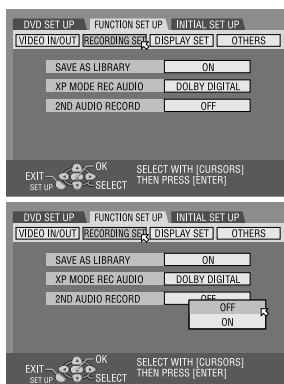 DVD SET UP FUNCTION SET UP INITIAL SET UP
VIDEO IN/OUT RECORDING SET DISPLAY SET OTHERS
SAVE AS LIBRARY ON
XP MODE REC AUDIO DOLBY DIGITAL
2ND AUDIO RECORD OFF
EXIT OK SELECT WITH [CURSORS]
SET UP SELECT THEN PRESS [ENTER]
DVD SET UP FUNCTION SET UP INITIAL SET UP
VIDEO IN/OUT RECORDING SET DISPLAY SET OTHERS
SAVE AS LIBRARY ON
XP MODE REC AUDIO DOLBY DIGITAL
2ND AUDIO RECORD OFF
OFF
ON
EXIT OK SELECT WITH [CURSORS]
SET UP SELECT THEN PRESS [ENTER]